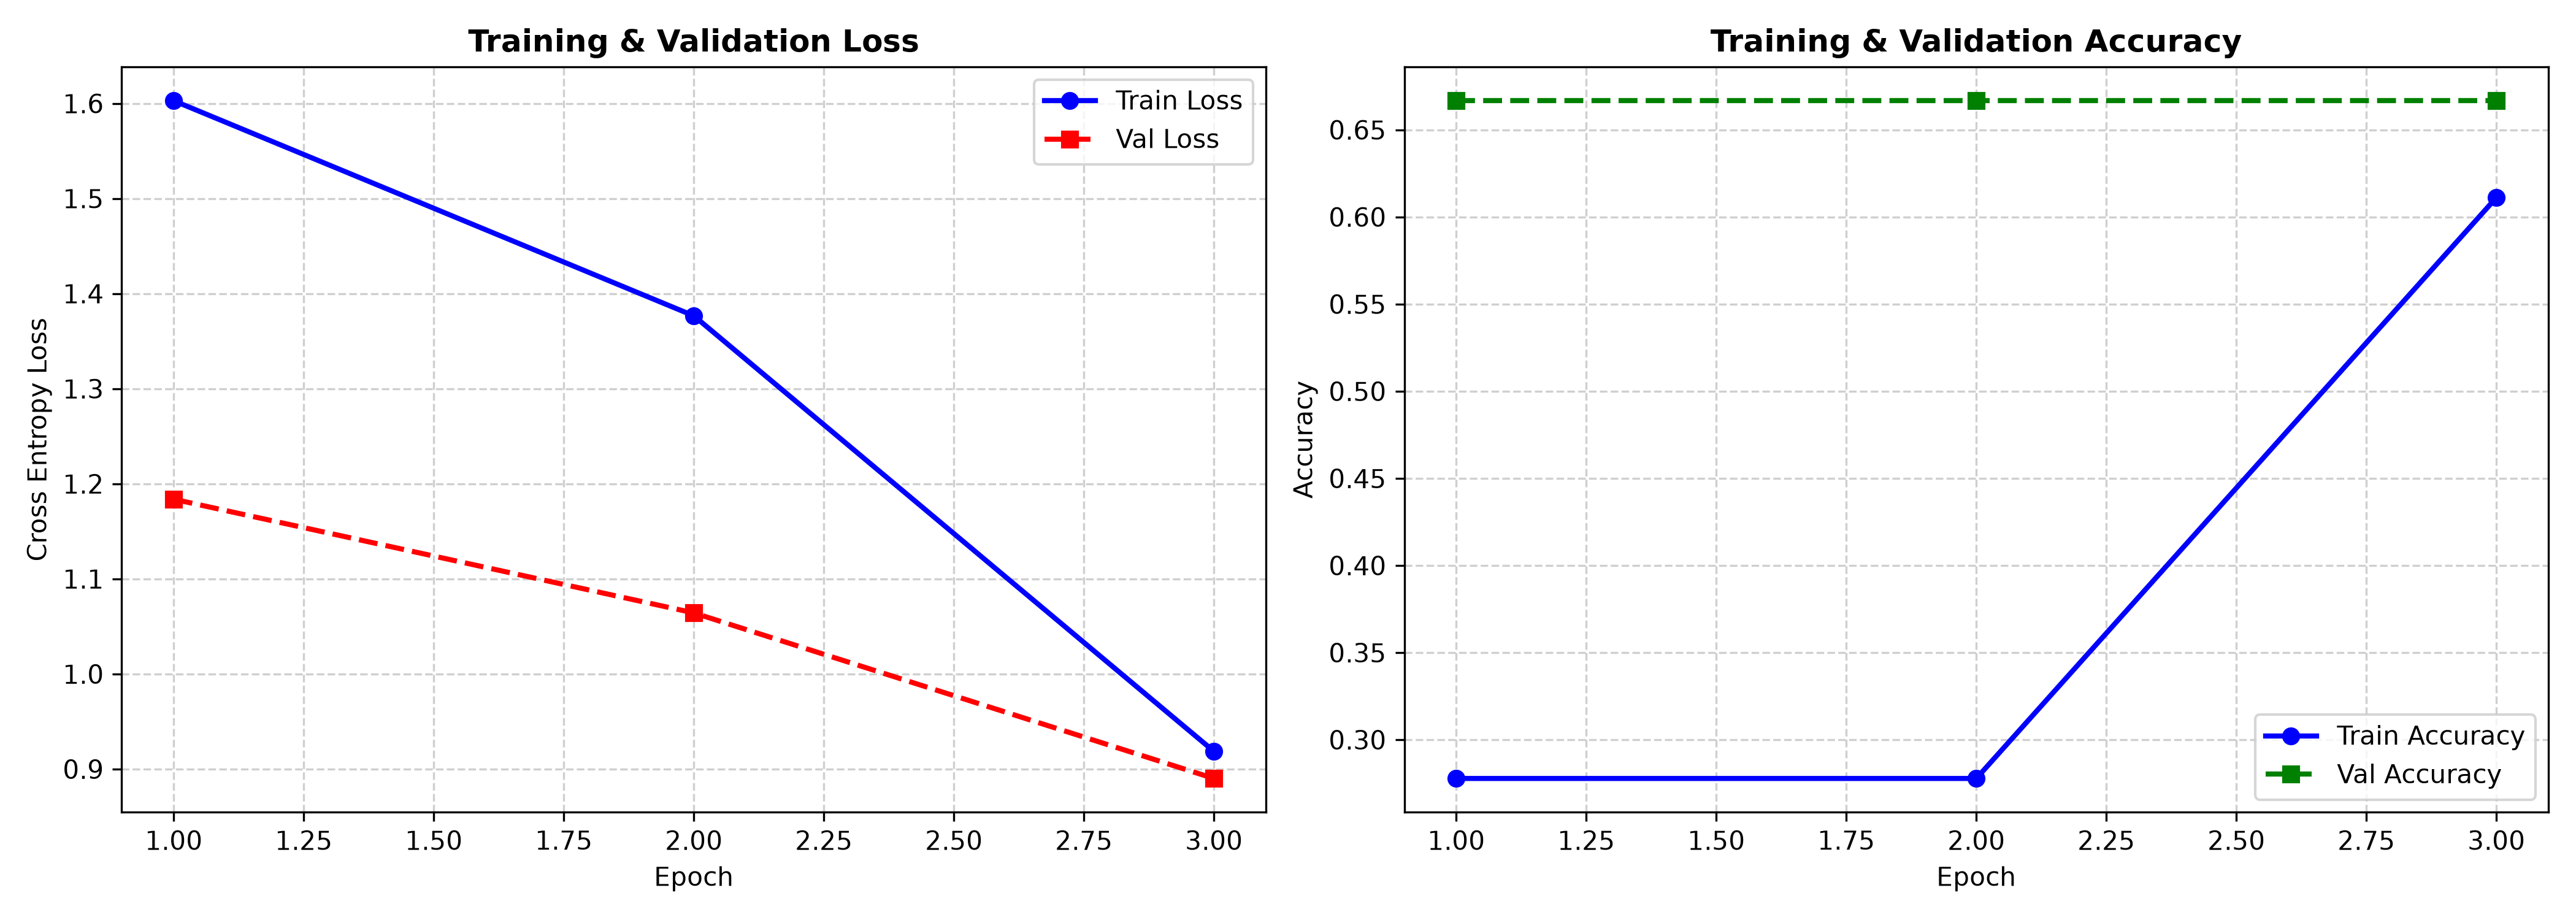 Training & Validation Loss
Train Loss
Val Loss
Cross Entropy Loss
1.6
1.5
1.4
1.3
1.2
1.1
1.0
0.9
1.00 1.25 1.50 1.75 2.00 2.25 2.50 2.75 3.00
Epoch
Training & Validation Accuracy
Accuracy
0.65
0.60
0.55
0.50
0.45
0.40
0.35
0.30
Train Accuracy
Val Accuracy
1.00 1.25 1.50 1.75 2.00 2.25 2.50 2.75 3.00
Epoch